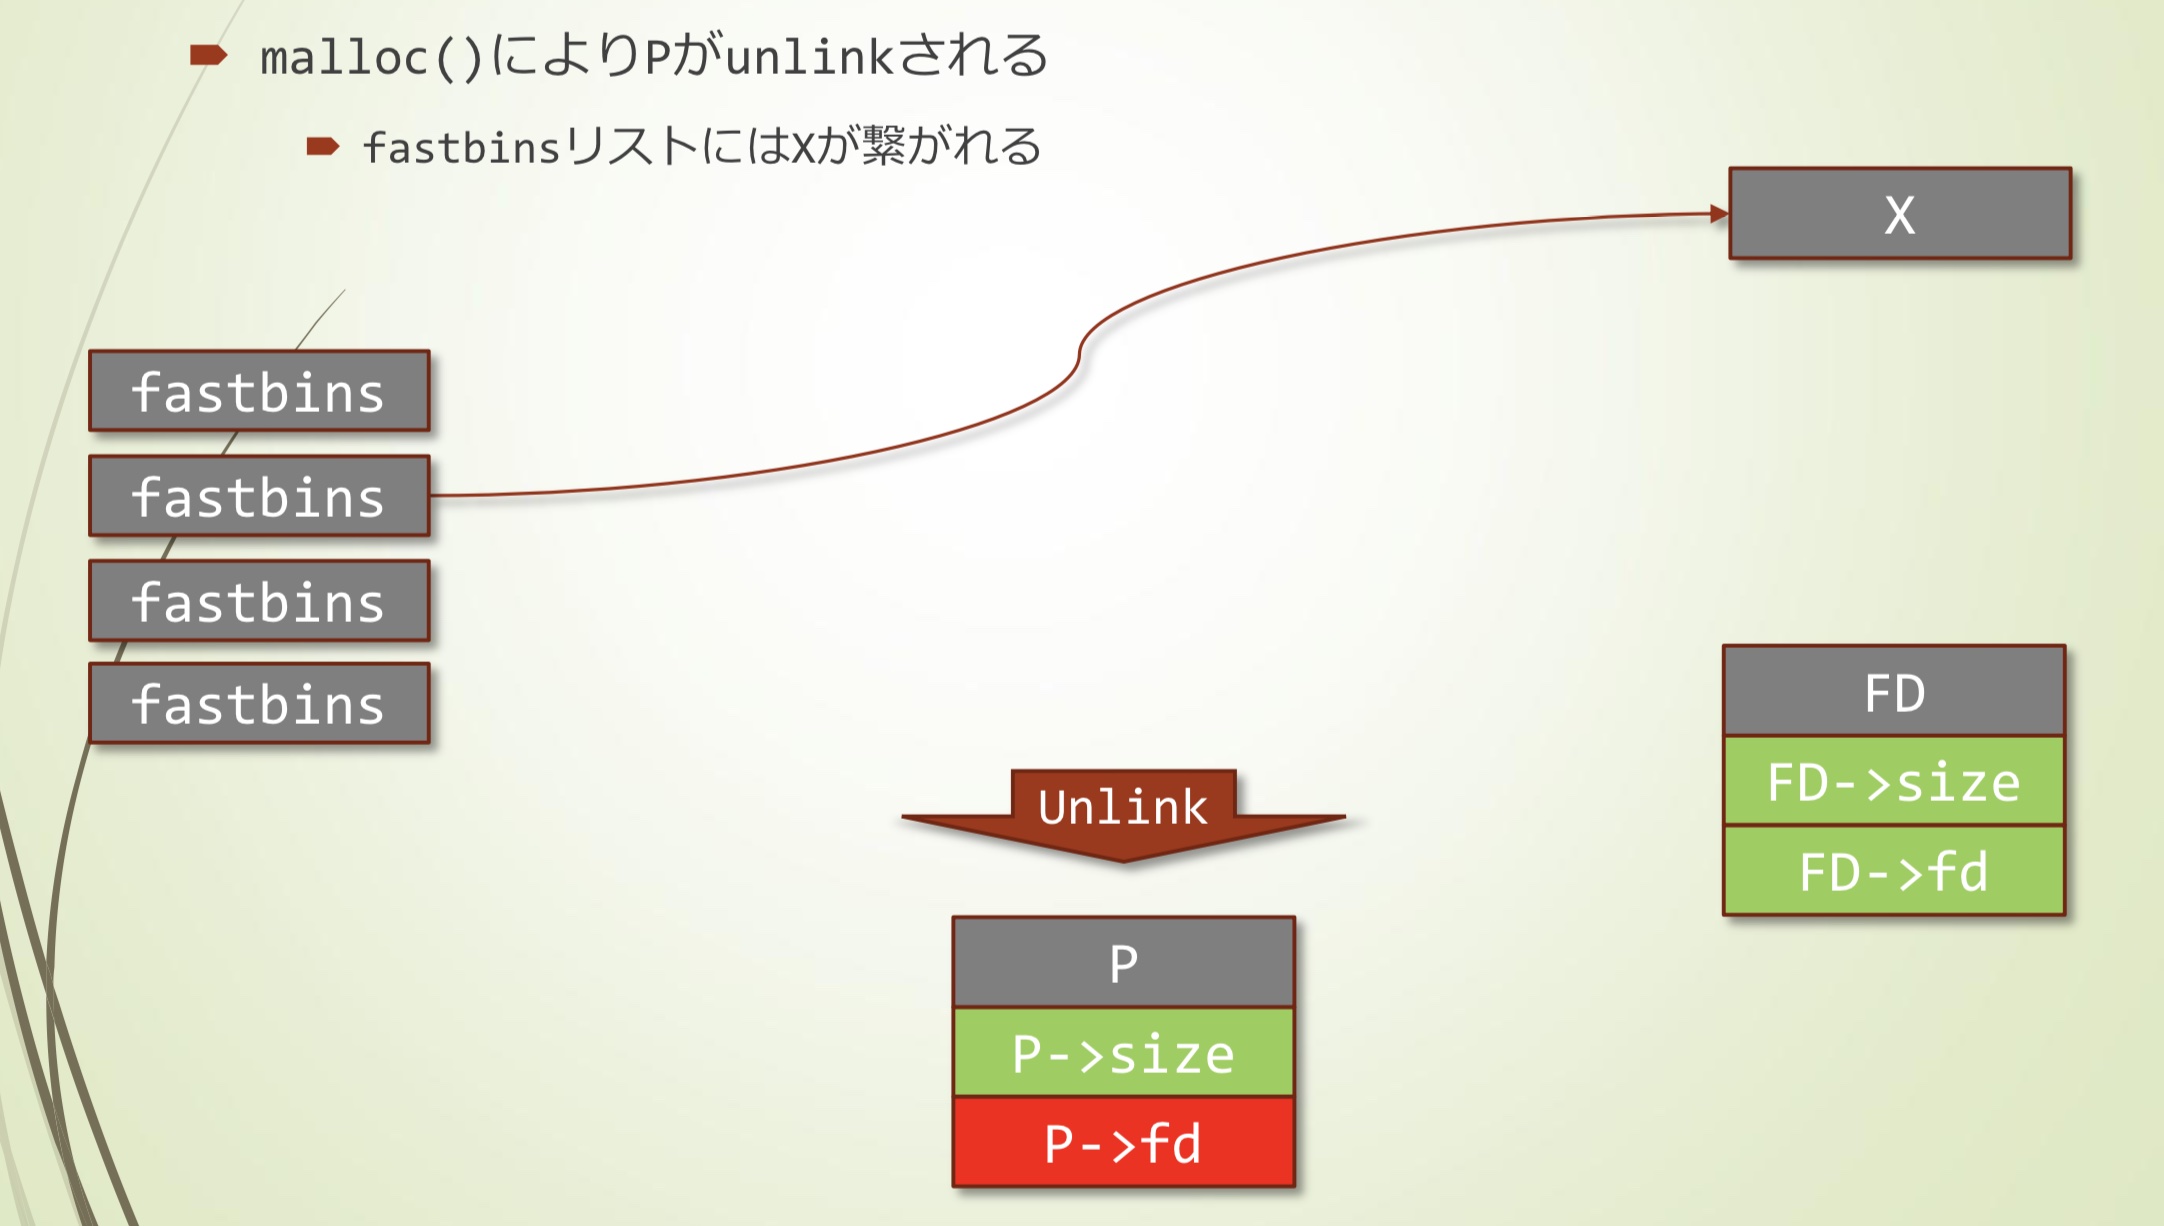 malloc()によりPがunlinkされる
fastbinsリストにはXが繋がれる
X
fastbins
fastbins
fastbins
fastbins
FD
FD->size
FD->fd
Unlink
P
P->size
P->fd